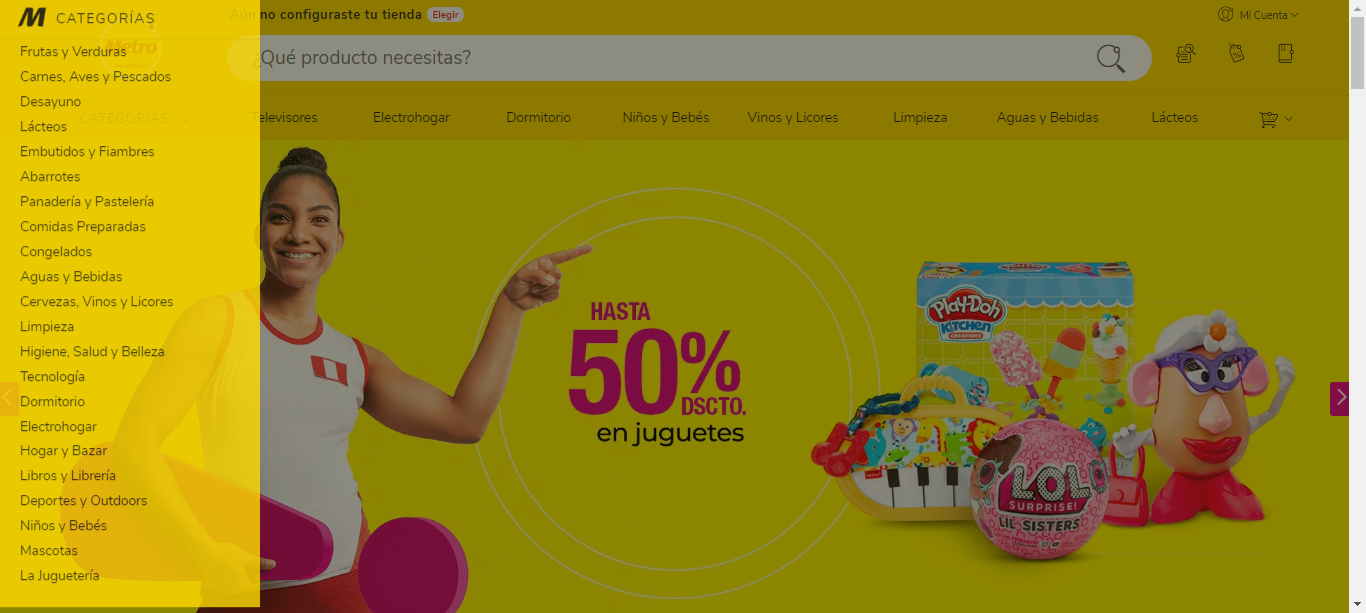 M CATEGORÍAS
Aún no configuraste tu tienda Elegir
Mi Cuenta
Metro
¿Qué producto necesitas?
CATEGORÍAS
Televisores
Electrohogar
Dormitorio
Niños y Bebés
Vinos y Licores
Limpieza
Aguas y Bebidas
Lácteos
Frutas y Verduras
Carnes, Aves y Pescados
Desayuno
Lácteos
Embutidos y Fiambres
Abarrotes
Panadería y Pastelería
Comidas Preparadas
Congelados
Aguas y Bebidas
Cervezas, Vinos y Licores
Limpieza
Higiene, Salud y Belleza
Tecnología
Dormitorio
Electrohogar
Hogar y Bazar
Libros y Librería
Deportes y Outdoors
Niños y Bebés
Mascotas
La Juguetería
HASTA
50%
DSCTO.
en juguetes
Play-Doh
KITCHEN
CREATIONS
L.O.L
SURPRISE!
LIL SISTERS